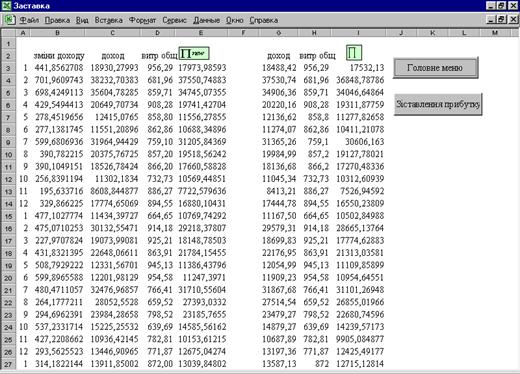 Заставка
Файл Правка Вид Вставка Формат Сервис Данные Окно Справка
A B C D E F G H I J K L M
1
2 зміни доходу доход витр общ П доход витр общ П
3 1 441,8562708 18930,27993 956,29 17973,98593 18488,42 956,29 17532,13
4 2 701,9609743 38232,70383 681,96 37550,74883 37530,74 681,96 36848,78786
5 3 698,4249113 35604,78285 859,71 34745,07355 34906,36 859,71 34046,64864
6 4 429,5494413 20649,70734 908,28 19741,42704 20220,16 908,28 19311,87759
7 5 278,4519656 12415,0765 858,80 11556,27855 12136,62 858,8 11277,82658
8 6 277,1381745 11551,20896 862,86 10688,34896 11274,07 862,86 10411,21078
9 7 599,6806936 31964,94429 759,10 31205,84369 31365,26 759,1 30606,163
10 8 390,782215 20375,76725 857,20 19518,56242 19984,99 857,2 19127,78021
11 9 390,1049151 18526,78424 866,20 17660,58828 18136,68 866,2 17270,48336
12 10 256,8391194 11302,1834 732,73 10569,44851 11045,34 732,73 10312,60939
13 11 195,633716 8608,844877 886,27 7722,579636 8413,21 886,27 7526,94592
14 12 329,866225 17774,65069 894,55 16880,10431 17444,78 894,55 16550,23809
15 1 477,1027774 11434,39727 664,65 10769,74292 11167,50 664,65 10502,84988
16 2 475,0710253 30132,55471 914,18 29218,37807 29579,31 914,18 28665,13764
17 3 227,9707824 19073,99081 925,21 18148,78503 18699,83 925,21 17774,62883
18 4 431,8321395 22648,06611 863,91 21784,15455 22176,95 863,91 21313,03581
19 5 508,7929222 12331,56701 945,13 11386,43796 12054,99 945,13 11109,85899
20 6 599,8965588 12201,98129 954,58 11247,3971 11909,23 954,58 10954,64551
21 7 480,4711057 32476,96857 766,41 31710,55604 31867,68 766,41 31101,26948
22 8 264,1777211 28052,5528 659,52 27393,0332 27514,54 659,52 26855,01966
23 9 294,6962391 23984,28658 798,52 23185,7655 23479,27 798,52 22680,74596
24 10 537,2331714 15225,25532 639,69 14585,56162 14879,27 639,69 14239,57173
25 11 427,2208662 10936,42145 782,81 10153,61215 10687,89 782,81 9905,084877
26 12 293,5625523 13446,90965 771,87 12675,04274 13197,36 771,87 12425,49177
27 1 314,1822144 13911,85002 872,00 13039,84802 13587,13 872 12715,12814
Головне меню
Зіставлення прибутку